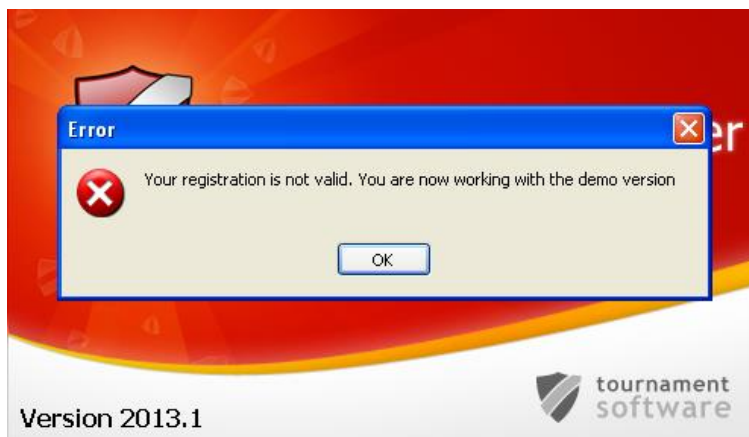 Error
er
Your registration is not valid. You are now working with the demo version
OK
tournament
software
Version 2013.1